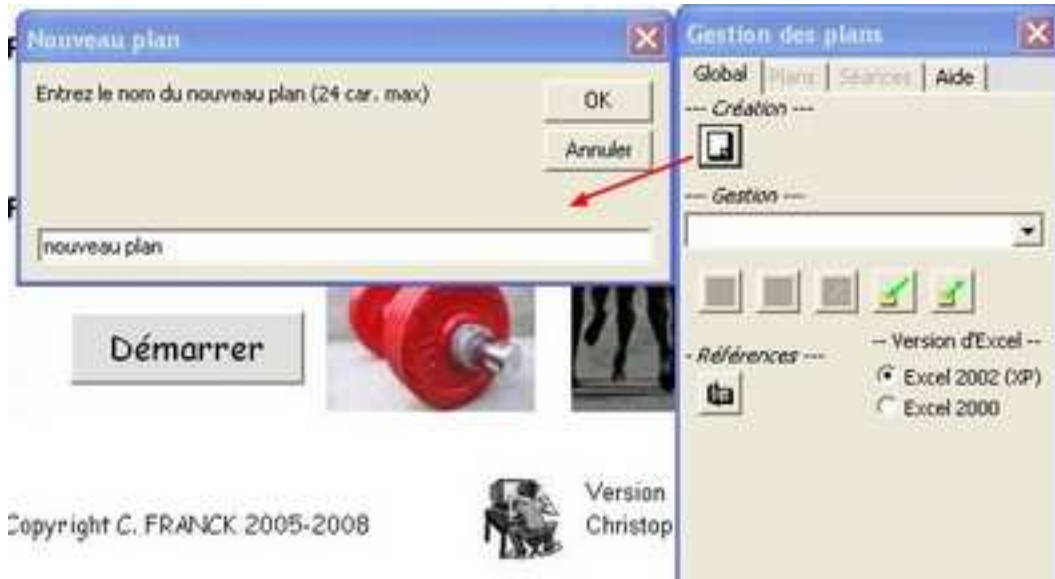 Nouveau plan
Entrez le nom du nouveau plan (24 car. max)
OK
Annuler
nouveau plan
Gestion des plans
Global Plans Séances Aide
--- Création ---
--- Gestion ---
- Références ---
-- Version d'Excel --
Excel 2002 (XP)
Excel 2000
Démarrer
Copyright C. FRANCK 2005-2008
Version
Christop